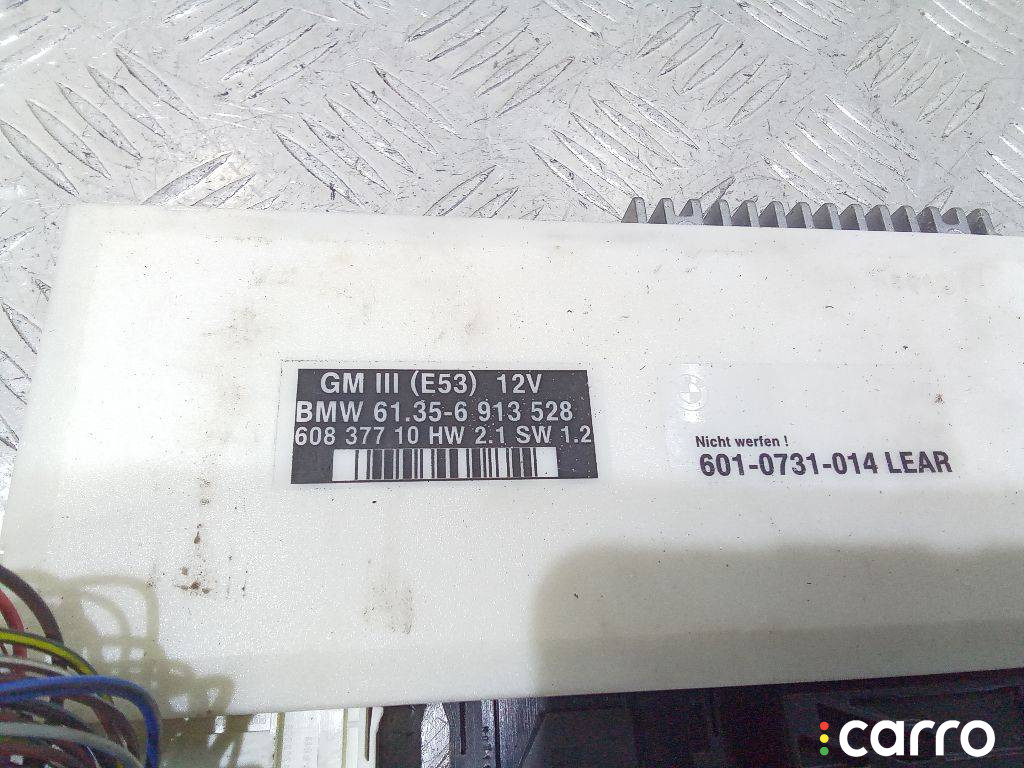 GM III (E53) 12V
BMW 61.35-6 913 528
608 377 10 HW 2.1 SW 1.2
Nicht werfen !
601-0731-014 LEAR
carro